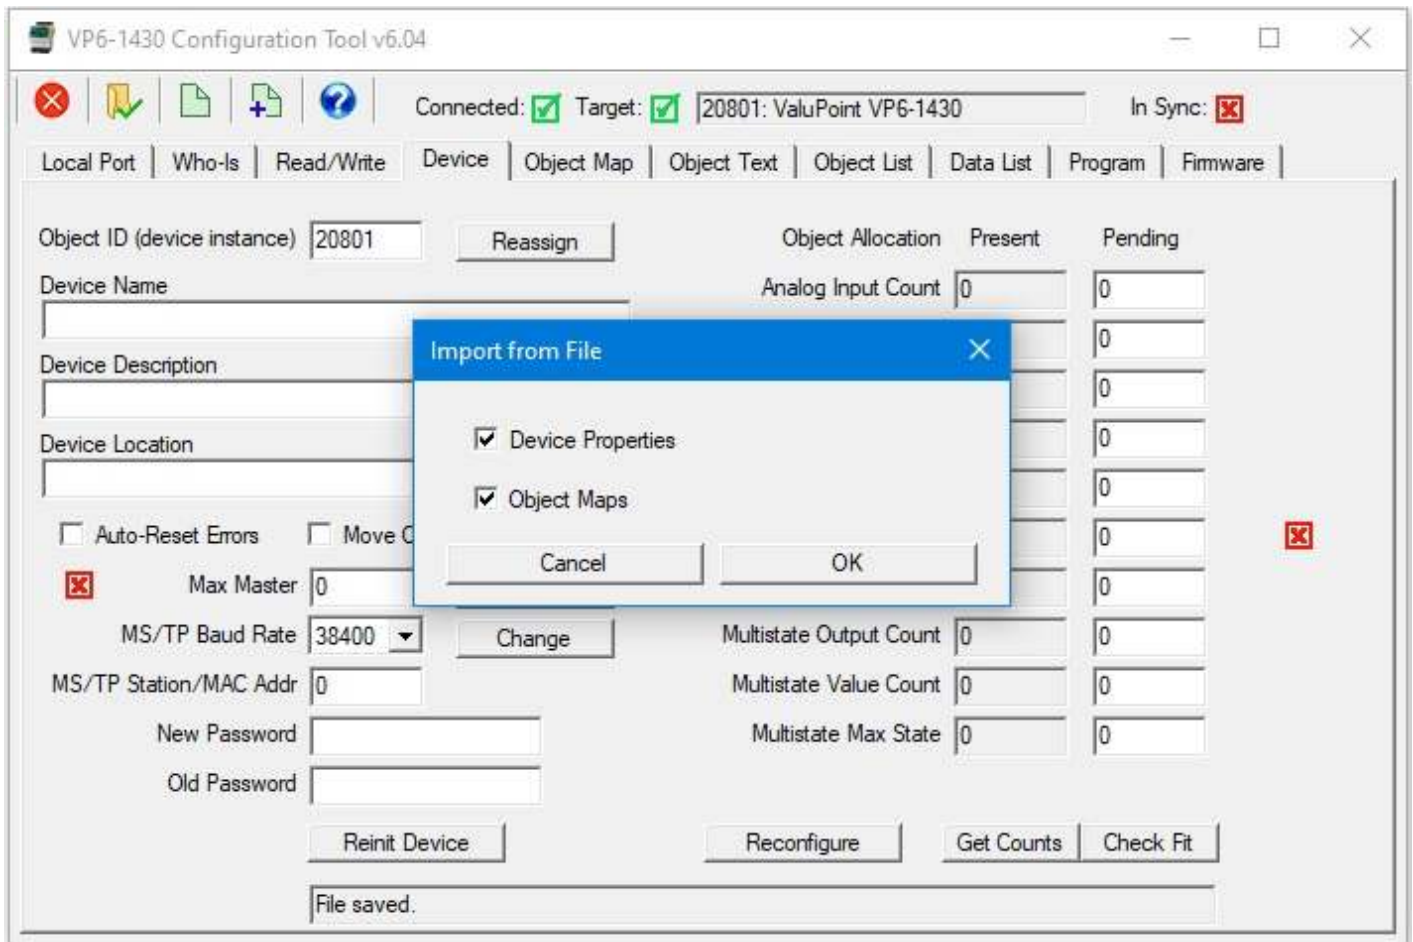 VP6-1430 Configuration Tool v6.04
Connected: Target: 20801: ValuPoint VP6-1430 In Sync:
Local Port Who-Is Read/Write Device Object Map Object Text Object List Data List Program Firmware
Object ID (device instance) 20801 Reassign Object Allocation Present Pending
Device Name Analog Input Count 0 0
Import from File 0
Device Description 0
Device Properties 0
Device Location
Object Maps 0
Auto-Reset Errors Move Cancel OK 0
Max Master 0 0
MS/TP Baud Rate 38400 Change Multistate Output Count 0 0
MS/TP Station/MAC Addr 0 Multistate Value Count 0 0
New Password Multistate Max State 0 0
Old Password
Reinit Device Reconfigure Get Counts Check Fit
File saved.